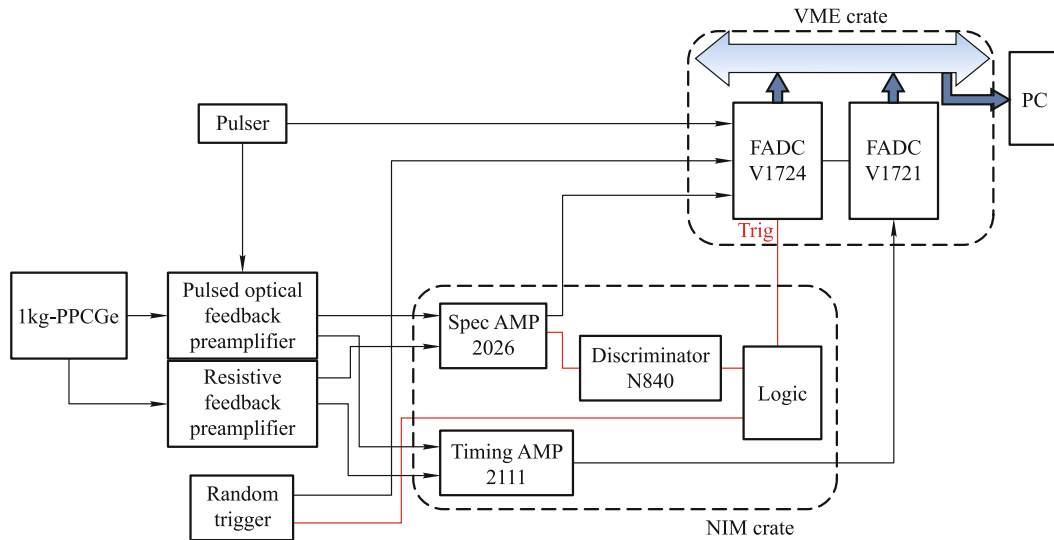 VME crate
PC
Pulser
FADC
V1724
FADC
V1721
Trig
1kg-PPCGe
Pulsed optical
feedback
preamplifier
Spec AMP
2026
Discriminator
N840
Resistive
feedback
preamplifier
Logic
Timing AMP
2111
Random
trigger
NIM crate